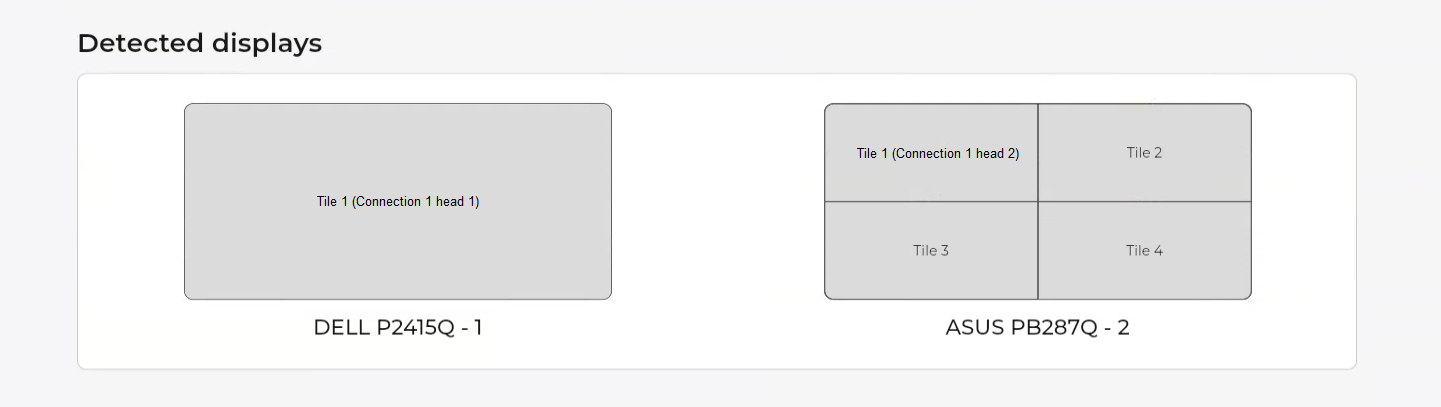 Detected displays
Tile 1 (Connection 1 head 1)
Tile 1 (Connection 1 head 2)
Tile 2
Tile 3
Tile 4
DELL P2415Q - 1
ASUS PB287Q - 2